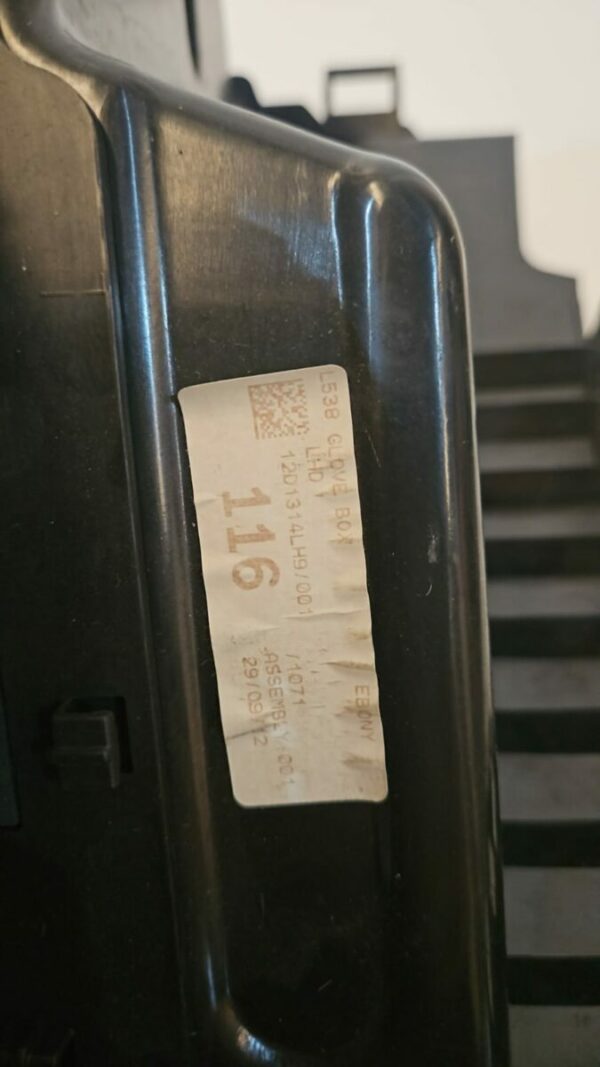 L538 GLOVE BOX EBONY
LHD
12D1314LH9/001 /1071
ASSEMBLY 001
116 29/09/12